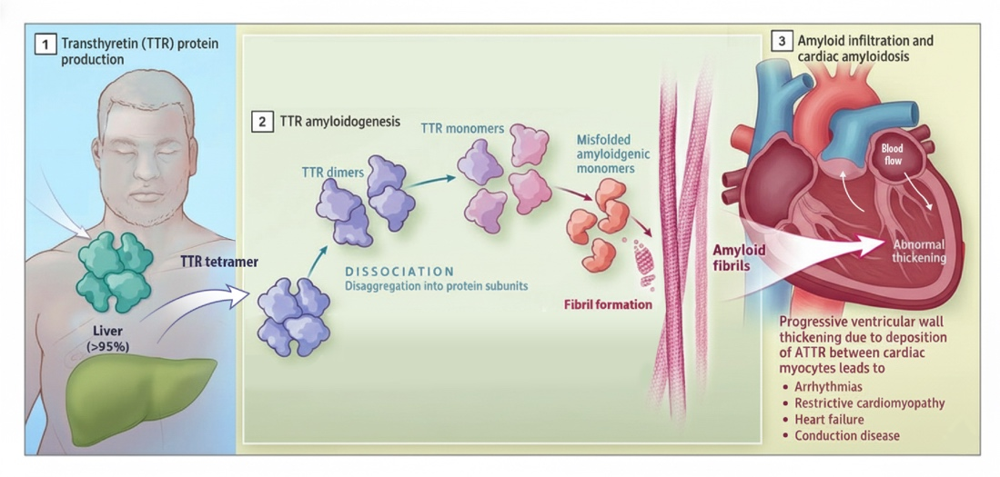 1 Transthyretin (TTR) protein
production
TTR tetramer
Liver
(>95%)
2 TTR amyloidogenesis
TTR dimers
TTR monomers
Misfolded
amyloidgenic
monomers
DISSOCIATION
Disaggregation into protein subunits
Fibril formation
Amyloid
fibrils
3 Amyloid infiltration and
cardiac amyloidosis
Blood
flow
Abnormal
thickening
Progressive ventricular wall
thickening due to deposition
of ATTR between cardiac
myocytes leads to
• Arrhythmias
• Restrictive cardiomyopathy
• Heart failure
• Conduction disease